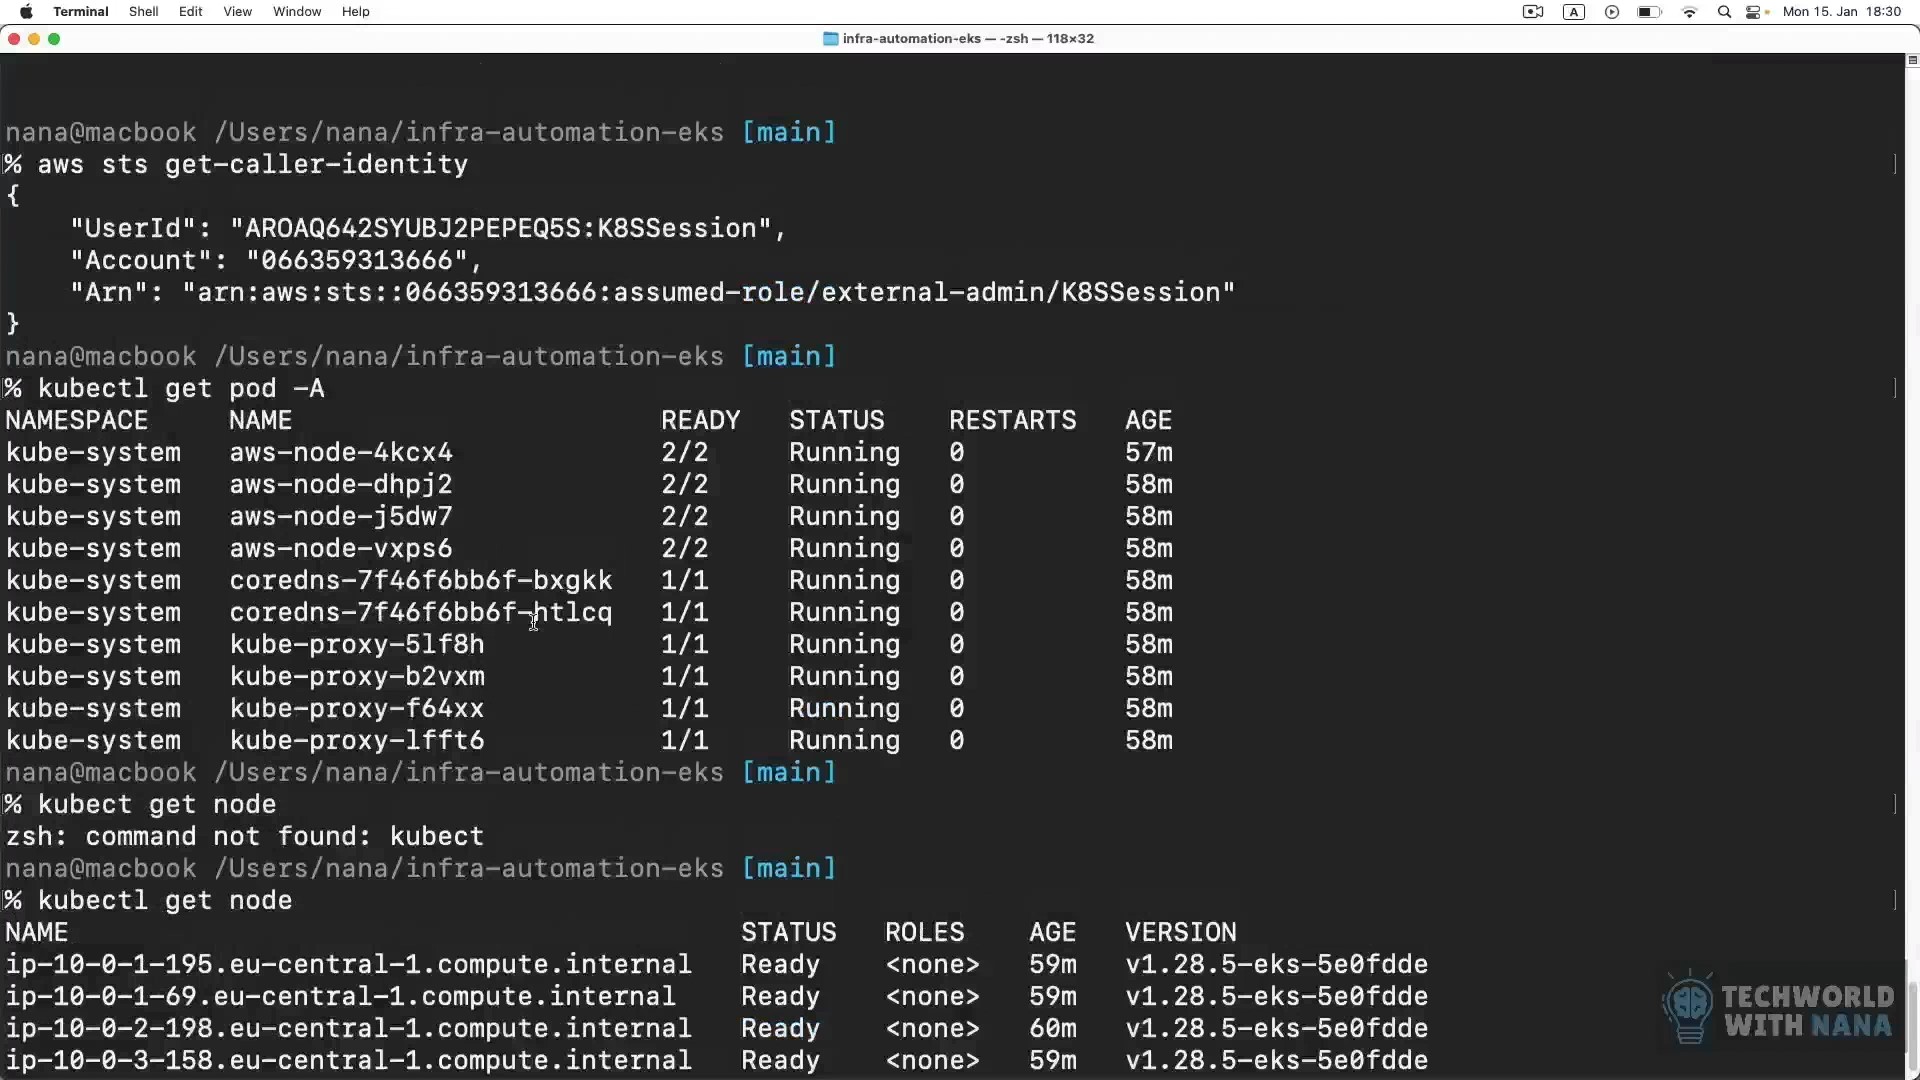 Terminal Shell Edit View Window Help A Mon 15. Jan 18:30
infra-automation-eks — -zsh — 118×32
nana@macbook /Users/nana/infra-automation-eks [main]
% aws sts get-caller-identity
{
"UserId": "AROAQ642SYUBJ2PEPEQ5S:K8SSession",
"Account": "066359313666",
"Arn": "arn:aws:sts::066359313666:assumed-role/external-admin/K8SSession"
}
nana@macbook /Users/nana/infra-automation-eks [main]
% kubectl get pod -A
NAMESPACE NAME READY STATUS RESTARTS AGE
kube-system aws-node-4kcx4 2/2 Running 0 57m
kube-system aws-node-dhpj2 2/2 Running 0 58m
kube-system aws-node-j5dw7 2/2 Running 0 58m
kube-system aws-node-vxps6 2/2 Running 0 58m
kube-system coredns-7f46f6bb6f-bxgkk 1/1 Running 0 58m
kube-system coredns-7f46f6bb6f-htlcq 1/1 Running 0 58m
kube-system kube-proxy-5lf8h 1/1 Running 0 58m
kube-system kube-proxy-b2vxm 1/1 Running 0 58m
kube-system kube-proxy-f64xx 1/1 Running 0 58m
kube-system kube-proxy-lfft6 1/1 Running 0 58m
nana@macbook /Users/nana/infra-automation-eks [main]
% kubect get node
zsh: command not found: kubect
nana@macbook /Users/nana/infra-automation-eks [main]
% kubectl get node
NAME STATUS ROLES AGE VERSION
ip-10-0-1-195.eu-central-1.compute.internal Ready <none> 59m v1.28.5-eks-5e0fdde
ip-10-0-1-69.eu-central-1.compute.internal Ready <none> 59m v1.28.5-eks-5e0fdde
ip-10-0-2-198.eu-central-1.compute.internal Ready <none> 60m v1.28.5-eks-5e0fdde
ip-10-0-3-158.eu-central-1.compute.internal Ready <none> 59m v1.28.5-eks-5e0fdde
TECHWORLD
WITH NANA